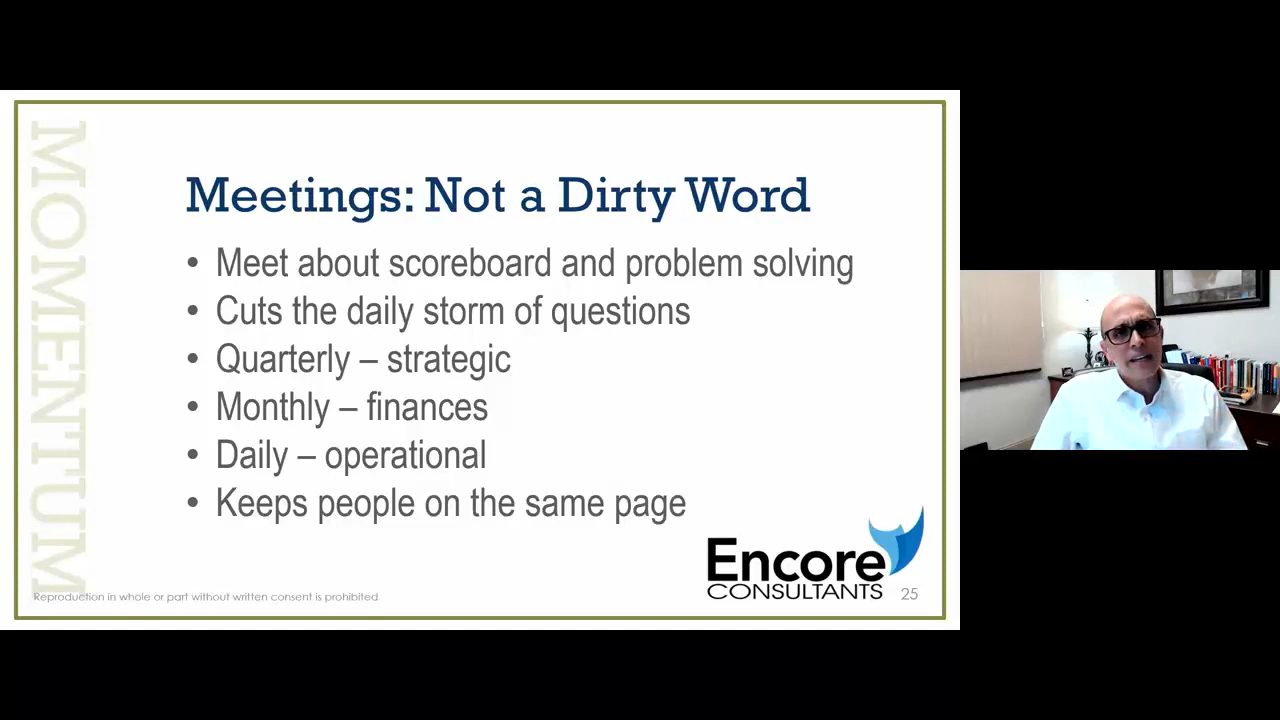 MOMENTUM
Meetings: Not a Dirty Word
• Meet about scoreboard and problem solving
• Cuts the daily storm of questions
• Quarterly – strategic
• Monthly – finances
• Daily – operational
• Keeps people on the same page
Encore
CONSULTANTS
Reproduction in whole or part without written consent is prohibited
25